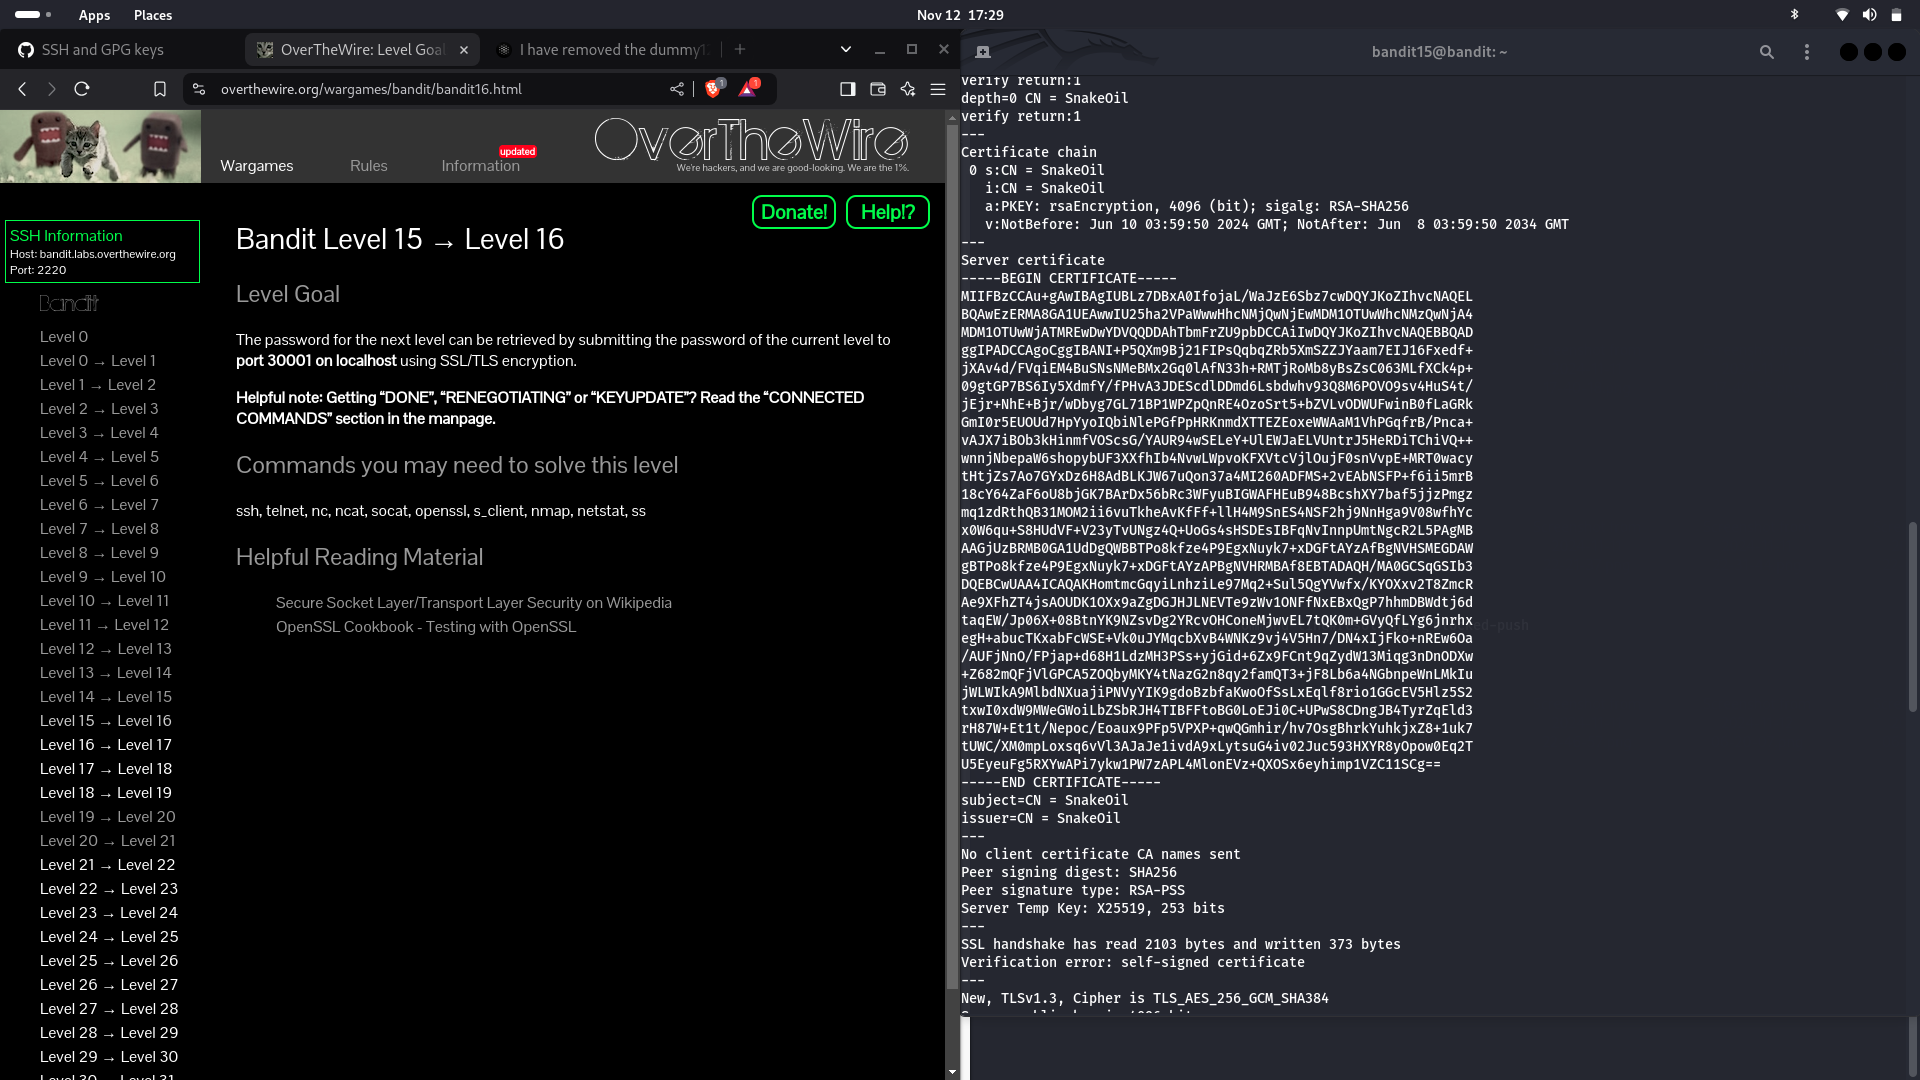 Apps Places
Nov 12 17:29
SSH and GPG keys
OverTheWire: Level Goal
I have removed the dummy
overthewire.org/wargames/bandit/bandit16.html
1
1
Wargames
Rules
Information
updated
OverTheWire
We're hackers, and we are good-looking. We are the 1%.
Donate!
Help!?
SSH Information
Host: bandit.labs.overthewire.org
Port: 2220
Bandit
Level 0
Level 0 → Level 1
Level 1 → Level 2
Level 2 → Level 3
Level 3 → Level 4
Level 4 → Level 5
Level 5 → Level 6
Level 6 → Level 7
Level 7 → Level 8
Level 8 → Level 9
Level 9 → Level 10
Level 10 → Level 11
Level 11 → Level 12
Level 12 → Level 13
Level 13 → Level 14
Level 14 → Level 15
Level 15 → Level 16
Level 16 → Level 17
Level 17 → Level 18
Level 18 → Level 19
Level 19 → Level 20
Level 20 → Level 21
Level 21 → Level 22
Level 22 → Level 23
Level 23 → Level 24
Level 24 → Level 25
Level 25 → Level 26
Level 26 → Level 27
Level 27 → Level 28
Level 28 → Level 29
Level 29 → Level 30
Level 30 → Level 31
Bandit Level 15 → Level 16
Level Goal
The password for the next level can be retrieved by submitting the password of the current level to
port 30001 on localhost using SSL/TLS encryption.
Helpful note: Getting “DONE”, “RENEGOTIATING” or “KEYUPDATE”? Read the “CONNECTED
COMMANDS” section in the manpage.
Commands you may need to solve this level
ssh, telnet, nc, ncat, socat, openssl, s_client, nmap, netstat, ss
Helpful Reading Material
Secure Socket Layer/Transport Layer Security on Wikipedia
OpenSSL Cookbook - Testing with OpenSSL
bandit15@bandit: ~
verify return:1
depth=0 CN = SnakeOil
verify return:1
---
Certificate chain
0 s:CN = SnakeOil
i:CN = SnakeOil
a:PKEY: rsaEncryption, 4096 (bit); sigalg: RSA-SHA256
v:NotBefore: Jun 10 03:59:50 2024 GMT; NotAfter: Jun  8 03:59:50 2034 GMT
---
Server certificate
-----BEGIN CERTIFICATE-----
MIIFBzCCAu+gAwIBAgIUBLz7DBxA0IfojaL/WaJzE6Sbz7cwDQYJKoZIhvcNAQEL
BQAwEzERMA8GA1UEAwwIU25ha2VPaWwwHhcNMjQwNjEwMDM1OTUwWhcNMzQwNjA4
MDM1OTUwWjATMREwDwYDVQQDDAhTbmFrZU9pbDCCAiIwDQYJKoZIhvcNAQEBBQAD
ggIPADCCAgoCggIBANI+P5QXm9Bj21FIPsQqbqZRb5XmSZZJYaam7EIJ16Fxedf+
jXAv4d/FVqiEM4BuSNsNMeBMx2Gq0lAfN33h+RMTjRoMb8yBsZsC063MLfXCk4p+
09gtGP7BS6Iy5XdmfY/fPHvA3JDEScdlDDmd6Lsbdwhv93Q8M6POVO9sv4HuS4t/
jEjr+NhE+Bjr/wDbyg7GL71BP1WPZpQnRE4OzoSrt5+bZVLvODWUFwinB0fLaGRk
GmI0r5EUOUd7HpYyoIQbiNlePGfPpHRKnmdXTTEZEoxeWWAaM1VhPGqfrB/Pnca+
vAJX7iBOb3kHinmfVOScsG/YAUR94wSELeY+UlEWJaELVUntrJ5HeRDiTChiVQ++
wnnjNbepaW6shopybUF3XXfhIb4NvwLWpvoKFXVtcVjlOujF0snVvpE+MRT0wacy
tHtjZs7Ao7GYxDz6H8AdBLKJW67uQon37a4MI260ADFMS+2vEAbNSFP+f6ii5mrB
18cY64ZaF6oU8bjGK7BArDx56bRc3WFyuBIGWAFHEuB948BcshXY7baf5jjzPmgz
mq1zdRthQB31MOM2ii6vuTkheAvKfFf+llH4M9SnES4NSF2hj9NnHga9V08wfhYc
x0W6qu+S8HUdVF+V23yTvUNgz4Q+UoGs4sHSDEsIBFqNvInnpUmtNgcR2L5PAgMB
AAGjUzBRMB0GA1UdDgQWBBTPo8kfze4P9EgxNuyk7+xDGFtAYzAfBgNVHSMEGDAW
gBTPo8kfze4P9EgxNuyk7+xDGFtAYzAPBgNVHRMBAf8EBTADAQH/MA0GCSqGSIb3
DQEBCwUAA4ICAQAKHomtmcGqyiLnhziLe97Mq2+Sul5QgYVwfx/KYOXxv2T8ZmcR
Ae9XFhZT4jsAOUDK1OXx9aZgDGJHJLNEVTe9zWv1ONFfNxEBxQgP7hhmDBWdtj6d
taqEW/Jp06X+08BtnYK9NZsvDg2YRcvOHConeMjwvEL7tQK0m+GVyQfLYg6jnrhx
egH+abucTKxabFcWSE+Vk0uJYMqcbXvB4WNKz9vj4V5Hn7/DN4xIjFko+nREw6Oa
/AUFjNnO/FPjap+d68H1LdzMH3PSs+yjGid+6Zx9FCnt9qZydW13Miqg3nDnODXw
+Z682mQFjVlGPCA5ZOQbyMKY4tNazG2n8qy2famQT3+jF8Lb6a4NGbnpeWnLMkIu
jWLWIkA9MlbdNXuajiPNVyYIK9gdoBzbfaKwoOfSsLxEqlf8rio1GGcEV5Hlz5S2
txwI0xdW9MWeGWoiLbZSbRJH4TIBFFtoBG0LoEJi0C+UPwS8CDngJB4TyrZqEld3
rH87W+Et1t/Nepoc/Eoaux9PFp5VPXP+qwQGmhir/hv7OsgBhrkYuhkjxZ8+1uk7
tUWC/XM0mpLoxsq6vVl3AJaJe1ivdA9xLytsuG4iv02Juc593HXYR8yOpow0Eq2T
U5EyeuFg5RXYwAPi7ykw1PW7zAPL4MlonEVz+QXOSx6eyhimp1VZC11SCg==
-----END CERTIFICATE-----
subject=CN = SnakeOil
issuer=CN = SnakeOil
---
No client certificate CA names sent
Peer signing digest: SHA256
Peer signature type: RSA-PSS
Server Temp Key: X25519, 253 bits
---
SSL handshake has read 2103 bytes and written 373 bytes
Verification error: self-signed certificate
---
New, TLSv1.3, Cipher is TLS_AES_256_GCM_SHA384